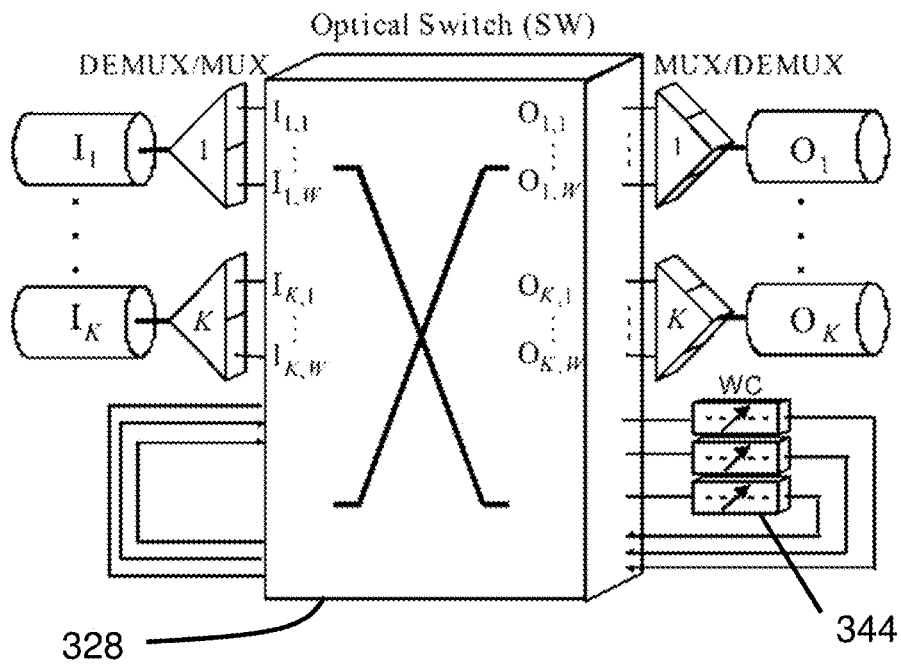 Optical Switch (SW)
DEMUX/MUX
MUX/DEMUX
I1
1
I1,1
I1,W
O1,1
O1,W
1
O1
IK
K
IK,1
IK,W
OK,1
OK,W
K
OK
WC
328
344